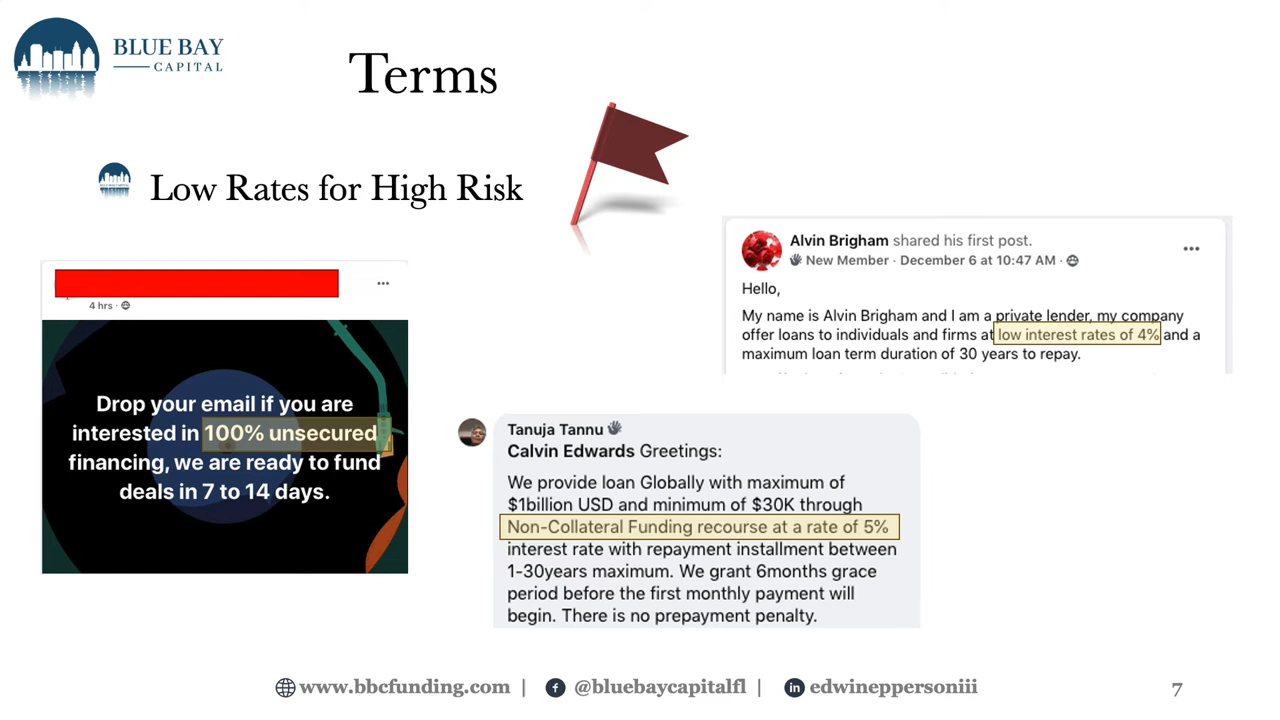 BLUE BAY
CAPITAL
Terms
Low Rates for High Risk
4 hrs
Drop your email if you are
interested in 100% unsecured
financing, we are ready to fund
deals in 7 to 14 days.
Alvin Brigham shared his first post.
New Member · December 6 at 10:47 AM ·
Hello,
My name is Alvin Brigham and I am a private lender, my company
offer loans to individuals and firms at low interest rates of 4% and a
maximum loan term duration of 30 years to repay.
Tanuja Tannu
Calvin Edwards Greetings:
We provide loan Globally with maximum of
$1billion USD and minimum of $30K through
Non-Collateral Funding recourse at a rate of 5%
interest rate with repayment installment between
1-30years maximum. We grant 6months grace
period before the first monthly payment will
begin. There is no prepayment penalty.
www.bbcfunding.com | @bluebaycapitalfl | edwineppersoniii
7